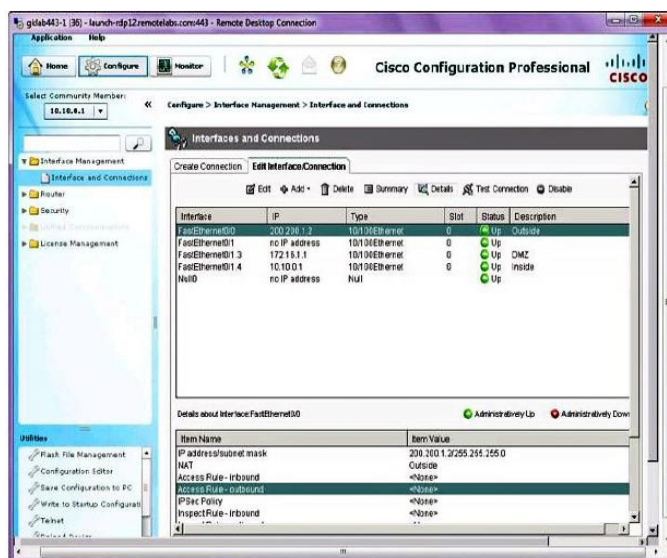 giklab443-1 (36) - launch-rdp12.remotelabs.com:443 - Remote Desktop Connection
Application Help
Home Configure Monitor Cisco Configuration Professional CISCO
Select Community Member:
10.10.0.1
Configure > Interface Management > Interface and Connections
Interfaces and Connections
Interface Management
Interface and Connections
Router
Security
License Management
Create Connection Edit Interface/Connection
Edit Add Delete Summary Details Test Connection Disable
Interface IP Type Slot Status Description
FastEthernet0/0 200.200.1.2 10/100Ethernet 0 Up Outside
FastEthernet0/1 no IP address 10/100Ethernet 0 Up
FastEthernet0/1.3 172.16.1.1 10/100Ethernet 0 Up DMZ
FastEthernet0/1.4 10.10.0.1 10/100Ethernet 0 Up Inside
Null0 no IP address Null Up
Details about Interface:FastEthernet0/0 Administratively Up Administratively Down
Item Name Item Value
IP address/subnet mask 200.200.1.2/255.255.255.0
NAT Outside
Access Rule - inbound <None>
Access Rule - outbound <None>
IPSec Policy <None>
Inspect Rule - inbound <None>
Utilities
Flash File Management
Configuration Editor
Save Configuration to PC
Write to Startup Configurati
Telnet